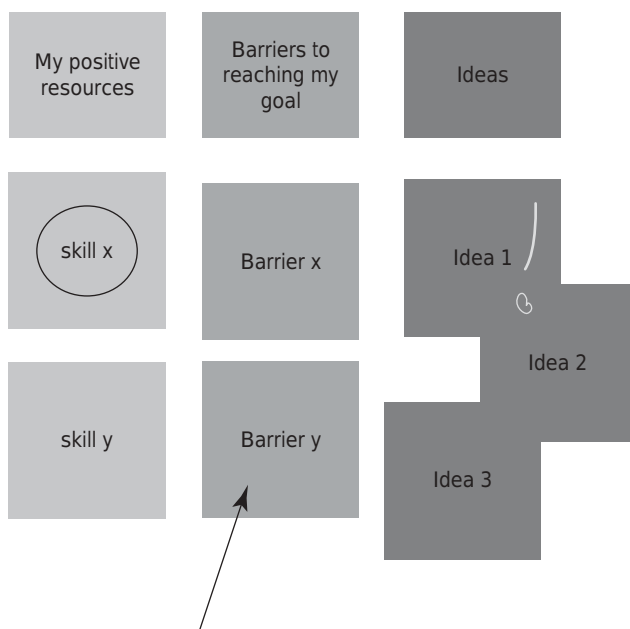 My positive
resources
Barriers to
reaching my
goal
Ideas
skill x
Barrier x
Idea 1
Idea 2
skill y
Barrier y
Idea 3